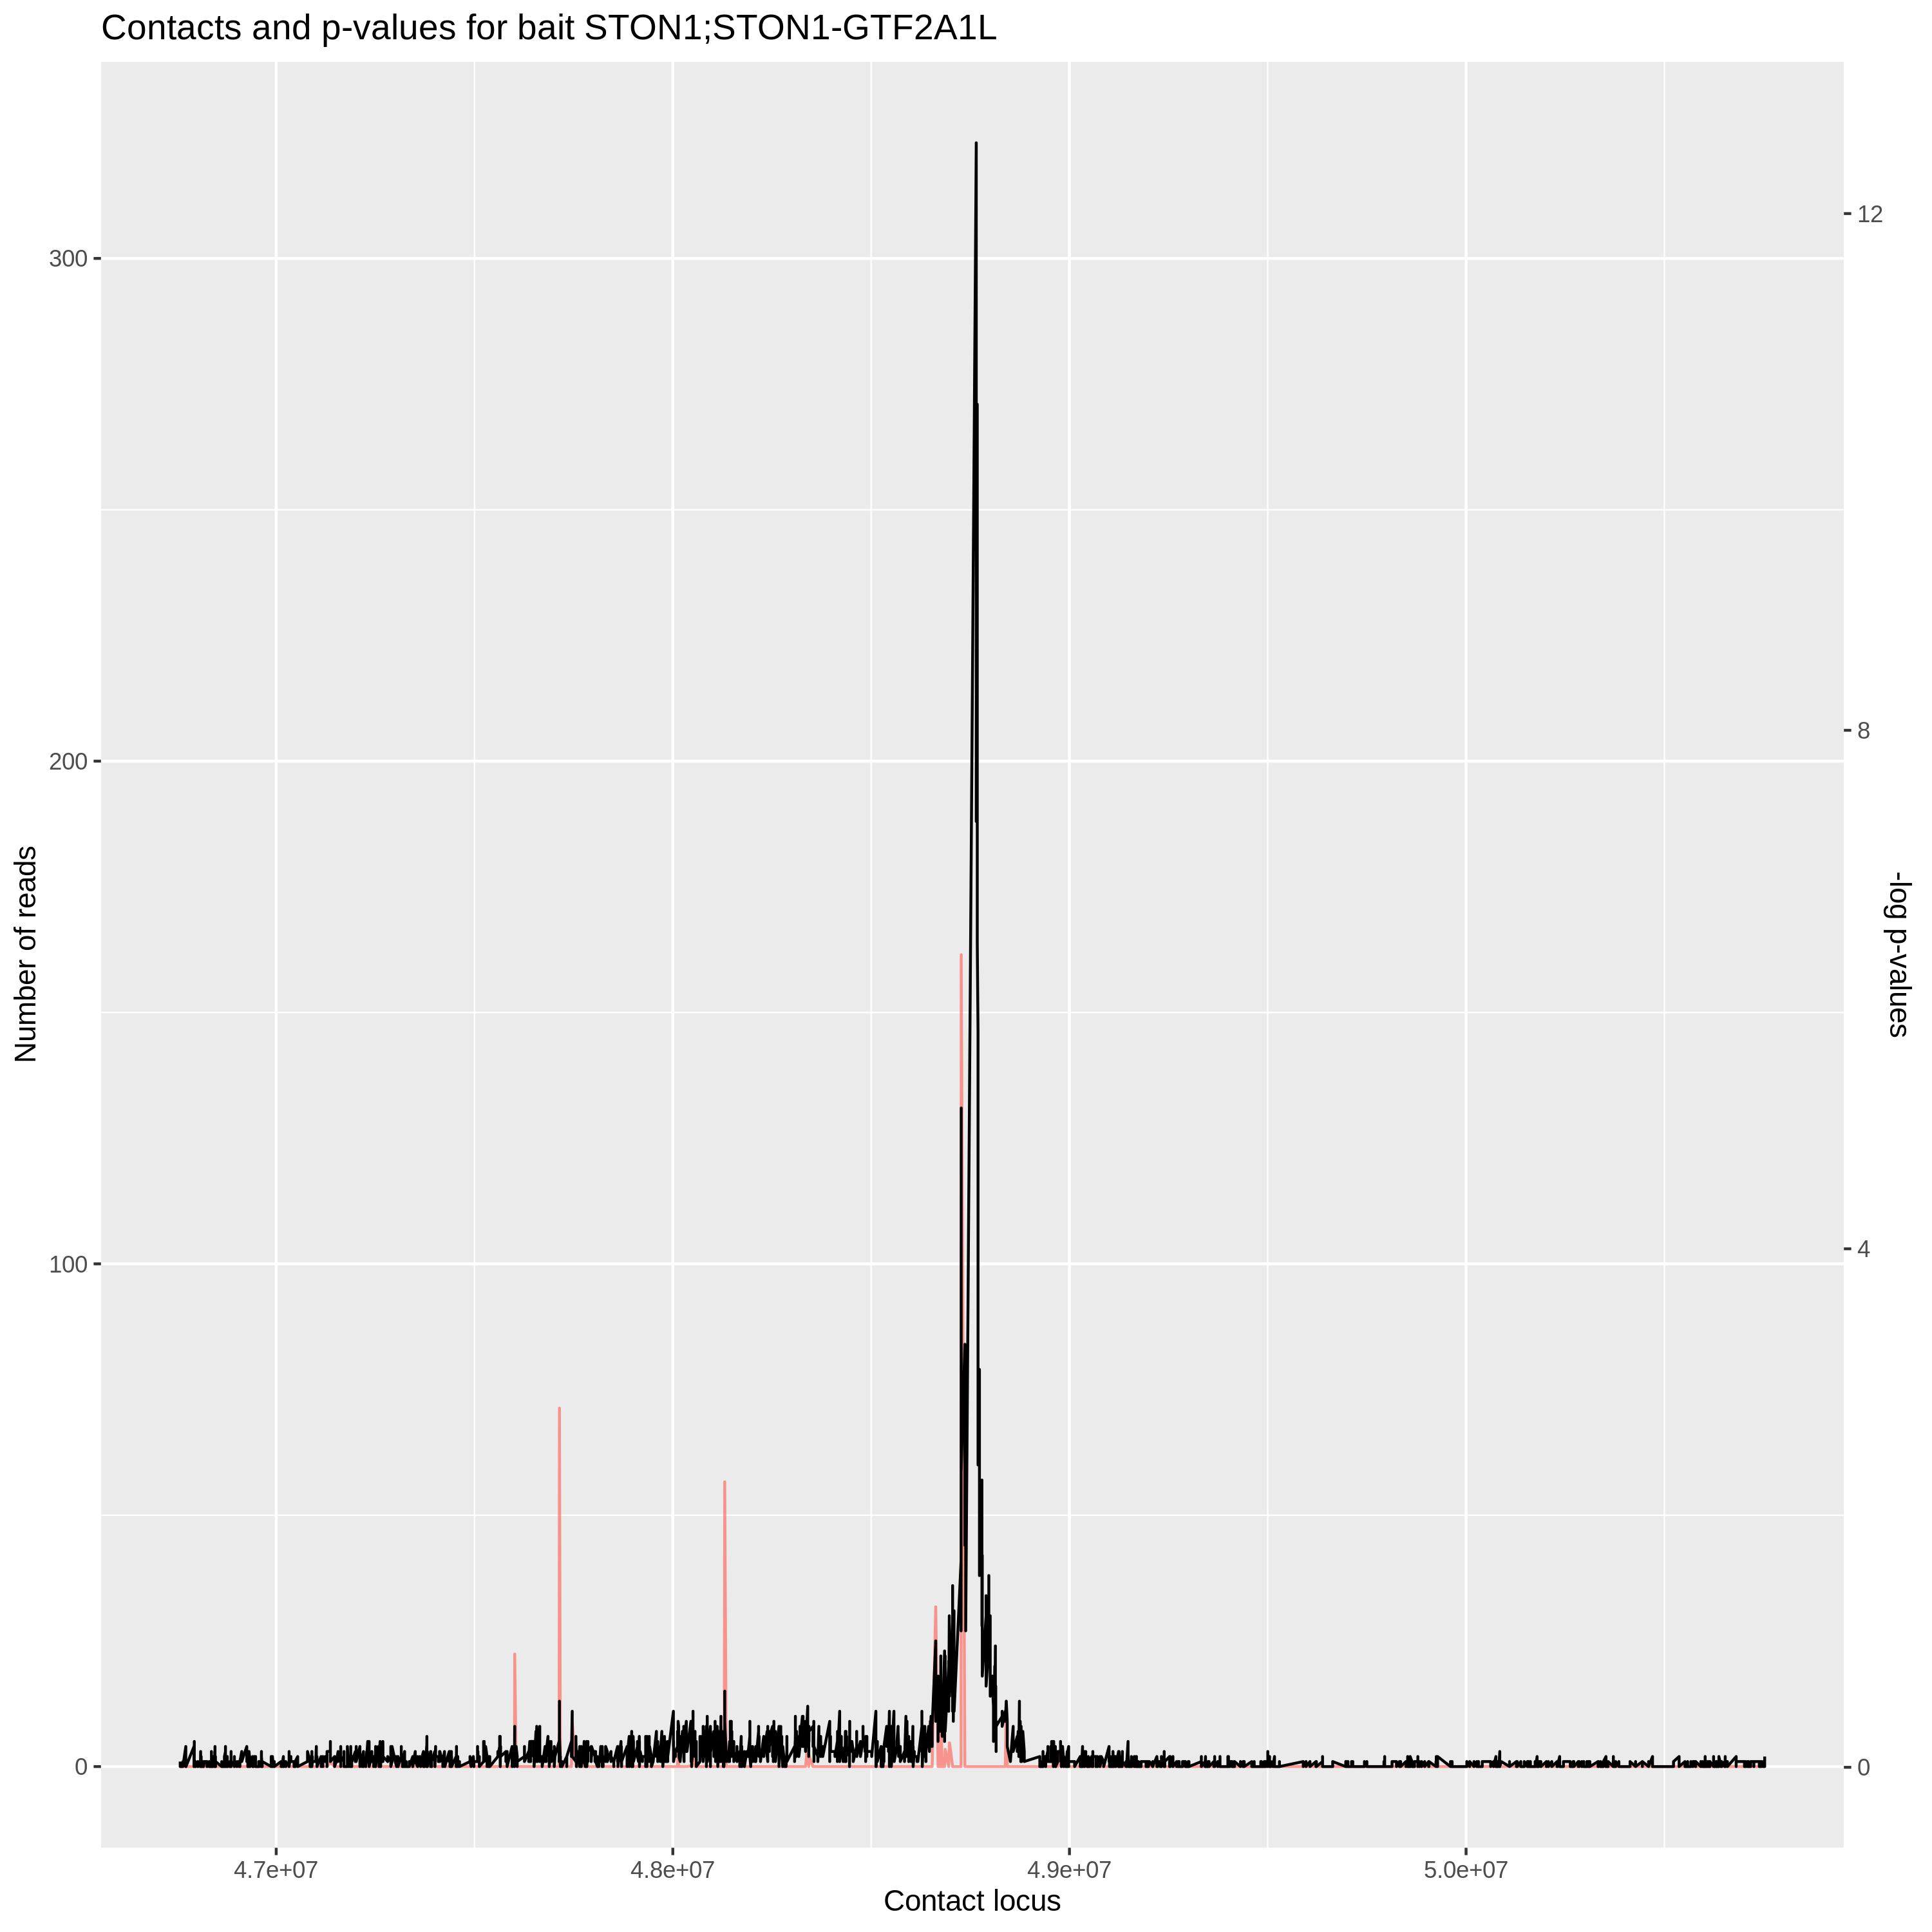 Contacts and p-values for bait STON1;STON1-GTF2A1L
300
200
100
0
Number of reads
12
8
4
0
-log p-values
4.7e+07
4.8e+07
4.9e+07
5.0e+07
Contact locus